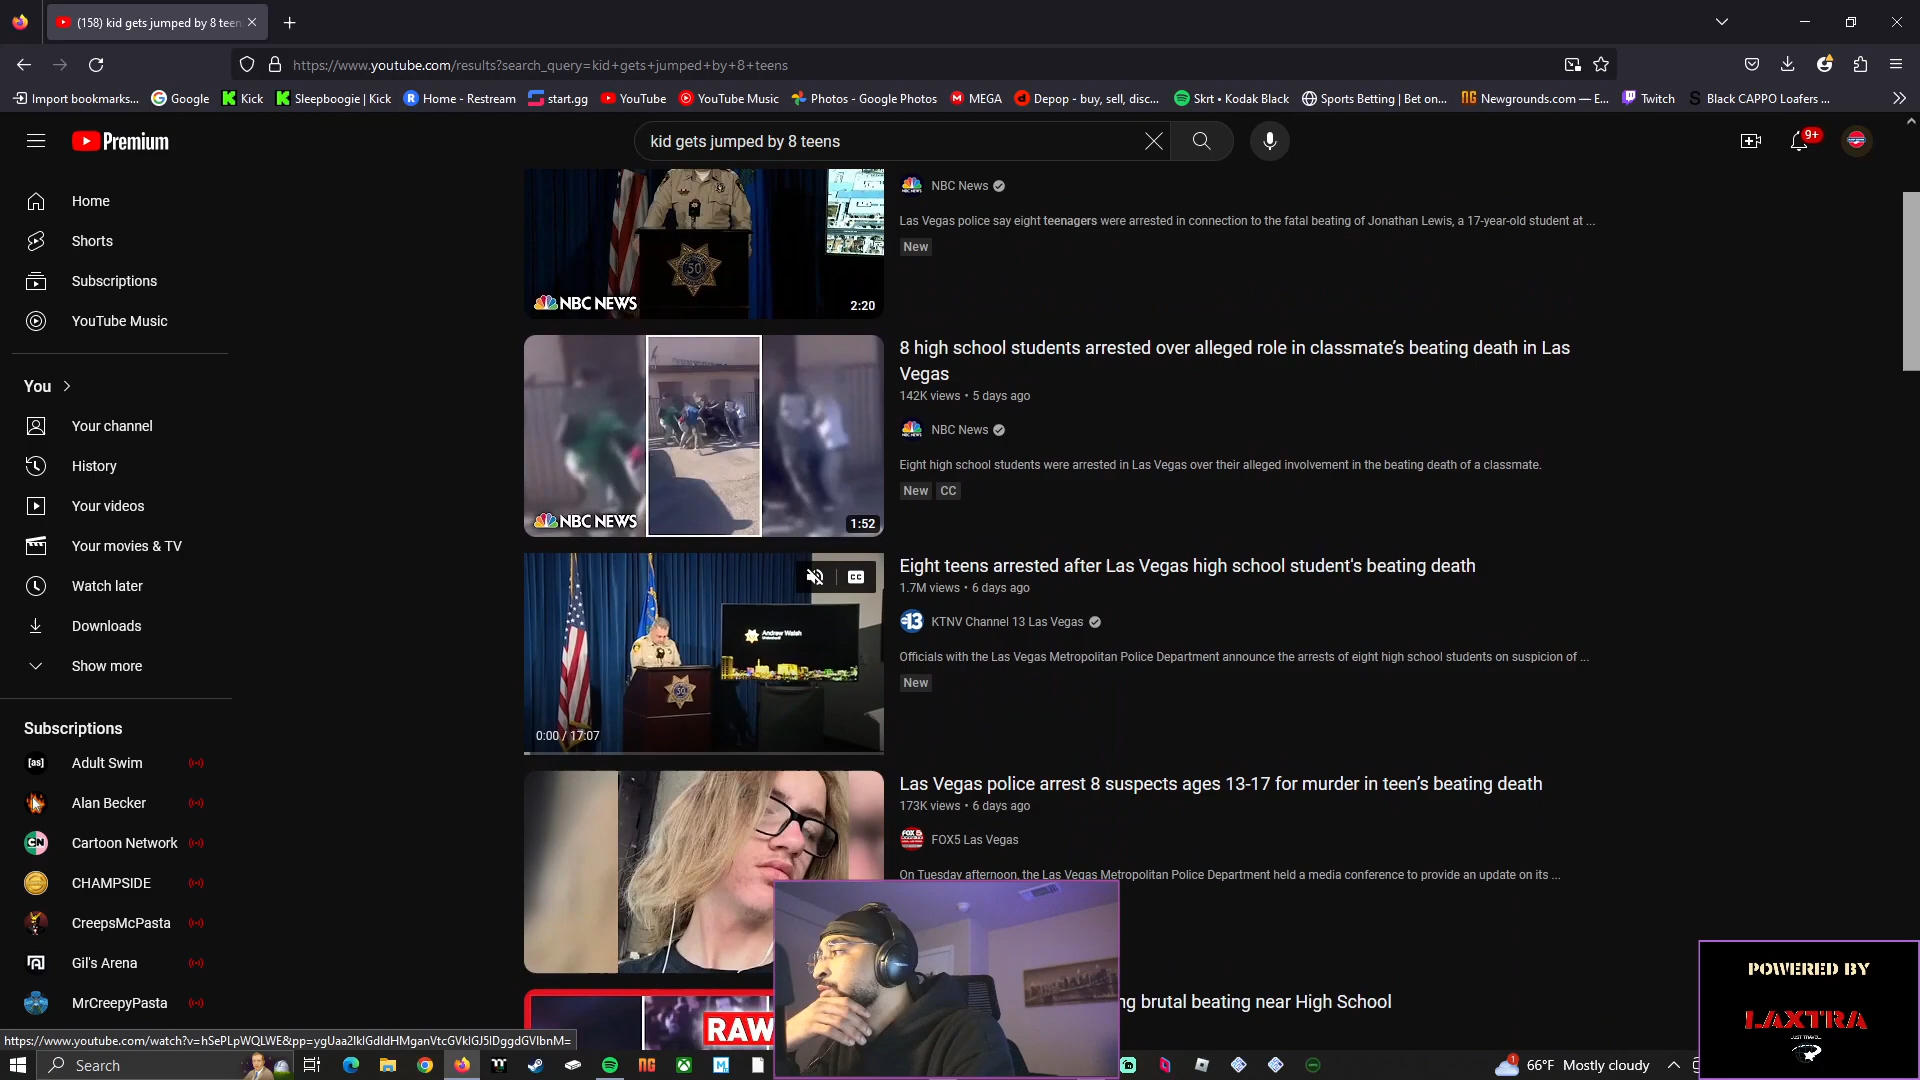 (158) kid gets jumped by 8 teen
https://www.youtube.com/results?search_query=kid+gets+jumped+by+8+teens
Import bookmarks...
Google
Kick
Sleepboogie | Kick
Home - Restream
start.gg
YouTube
YouTube Music
Photos - Google Photos
MEGA
Depop - buy, sell, disc...
Skrt • Kodak Black
Sports Betting | Bet on...
Newgrounds.com — E...
Twitch
Black CAPPO Loafers ...
Premium
kid gets jumped by 8 teens
9+
Home
Shorts
Subscriptions
YouTube Music
You
Your channel
History
Your videos
Your movies & TV
Watch later
Downloads
Show more
Subscriptions
Adult Swim
Alan Becker
Cartoon Network
CHAMPSIDE
CreepsMcPasta
Gil's Arena
MrCreepyPasta
NBC NEWS
2:20
NBC News
Las Vegas police say eight teenagers were arrested in connection to the fatal beating of Jonathan Lewis, a 17-year-old student at ...
New
NBC NEWS
1:52
8 high school students arrested over alleged role in classmate’s beating death in Las
Vegas
142K views • 5 days ago
NBC News
Eight high school students were arrested in Las Vegas over their alleged involvement in the beating death of a classmate.
New CC
Andrew Walsh
0:00 / 17:07
Eight teens arrested after Las Vegas high school student's beating death
1.7M views • 6 days ago
13
KTNV Channel 13 Las Vegas
Officials with the Las Vegas Metropolitan Police Department announce the arrests of eight high school students on suspicion of ...
New
Las Vegas police arrest 8 suspects ages 13-17 for murder in teen’s beating death
173K views • 6 days ago
FOX5 Las Vegas
On Tuesday afternoon, the Las Vegas Metropolitan Police Department held a media conference to provide an update on its ...
RAW
ng brutal beating near High School
POWERED BY
LAXTRA
JUST TRAVEL
Search
66°F Mostly cloudy